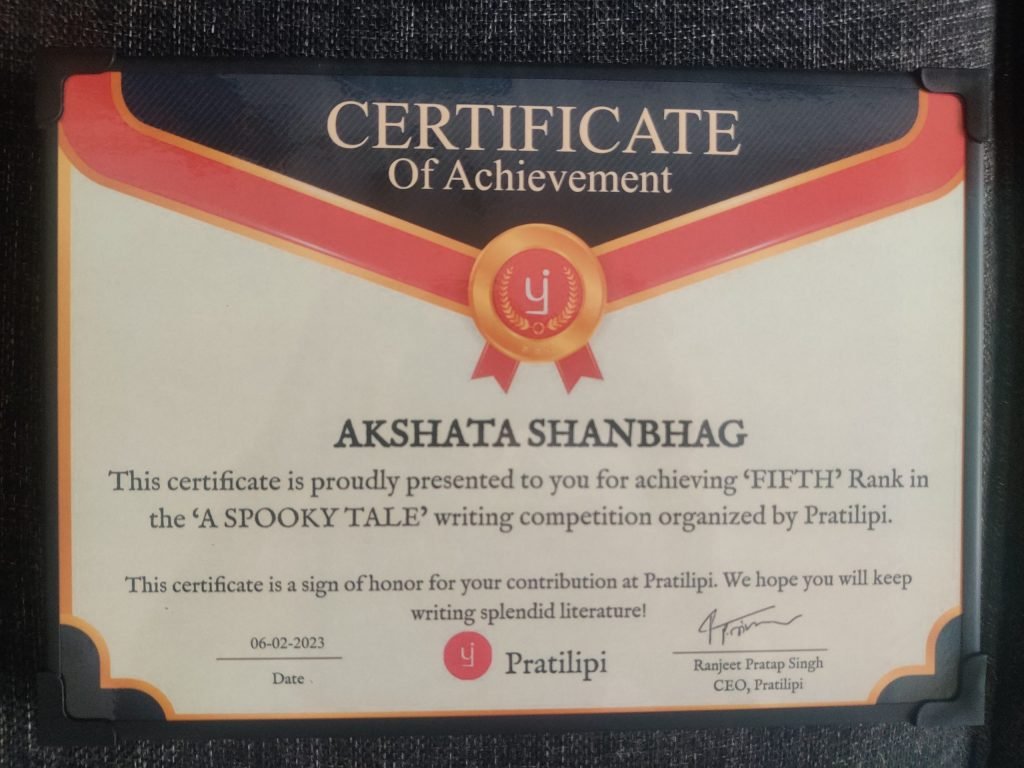 CERTIFICATE
Of Achievement
AKSHATA SHANBHAG
This certificate is proudly presented to you for achieving ‘FIFTH’ Rank in
the ‘A SPOOKY TALE’ writing competition organized by Pratilipi.
This certificate is a sign of honor for your contribution at Pratilipi. We hope you will keep
writing splendid literature!
06-02-2023
Date
Pratilipi
Ranjeet Pratap Singh
CEO, Pratilipi